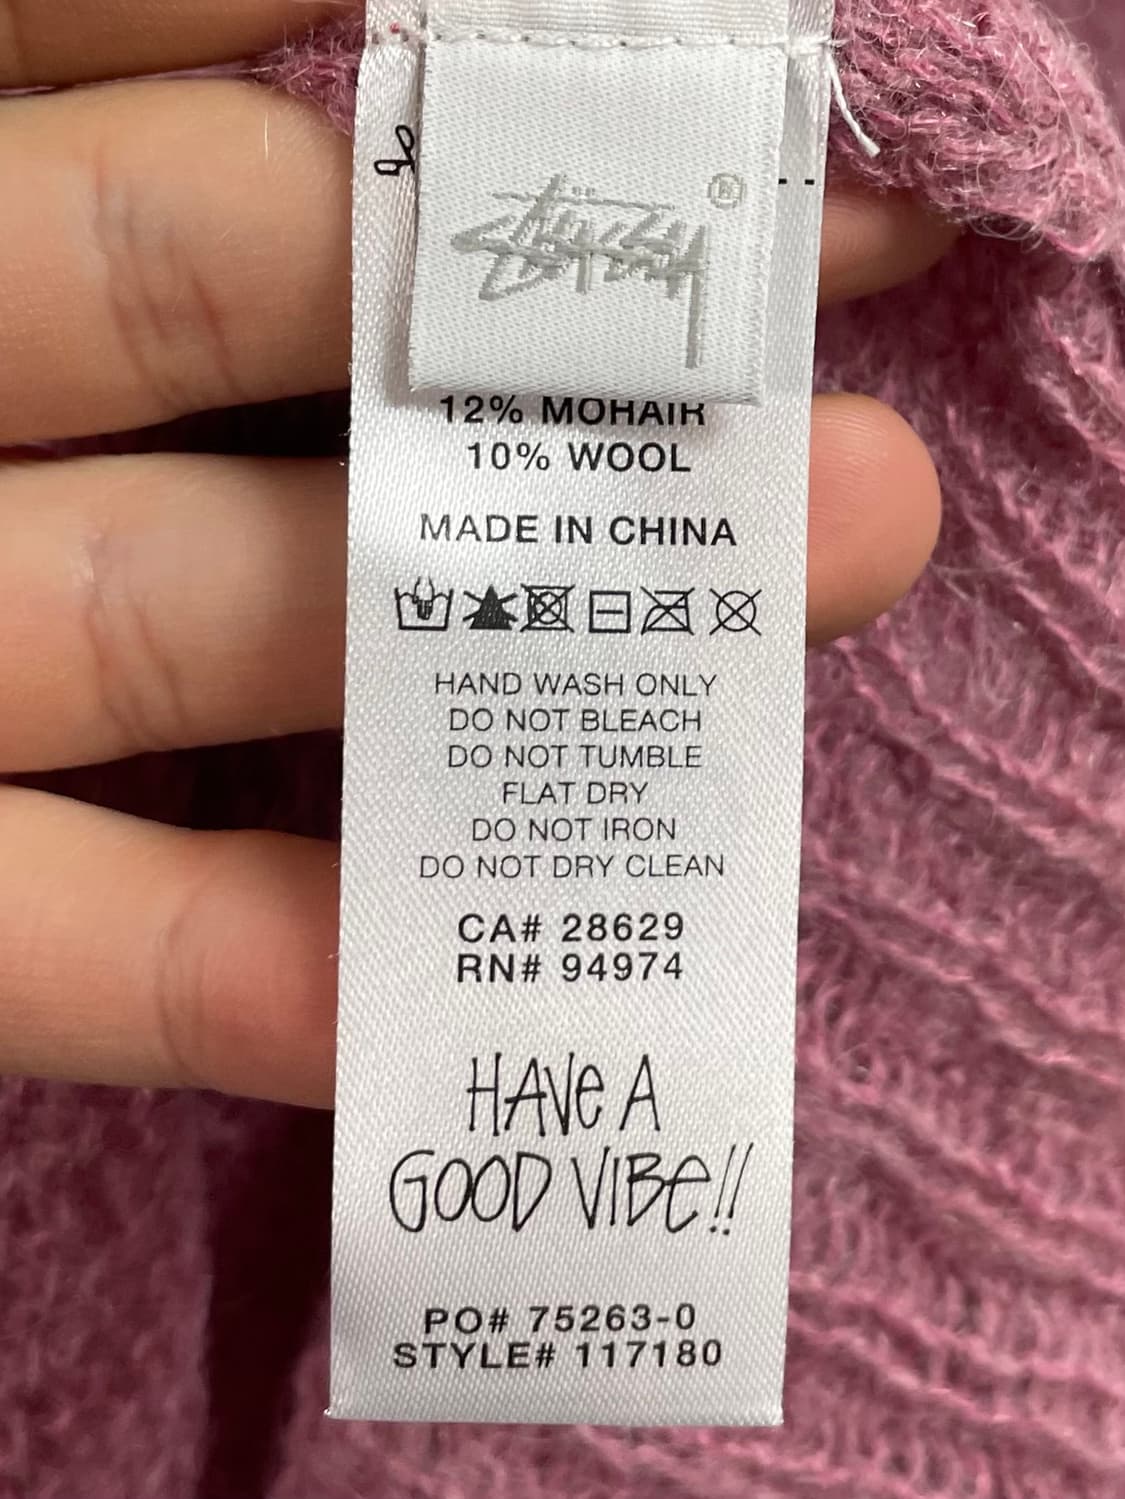 Stüssy ®
12% MOHAIR
10% WOOL
MADE IN CHINA
HAND WASH ONLY
DO NOT BLEACH
DO NOT TUMBLE
FLAT DRY
DO NOT IRON
DO NOT DRY CLEAN
CA# 28629
RN# 94974
HAVe A
GOOD VIBe!!
PO# 75263-0
STYLE# 117180